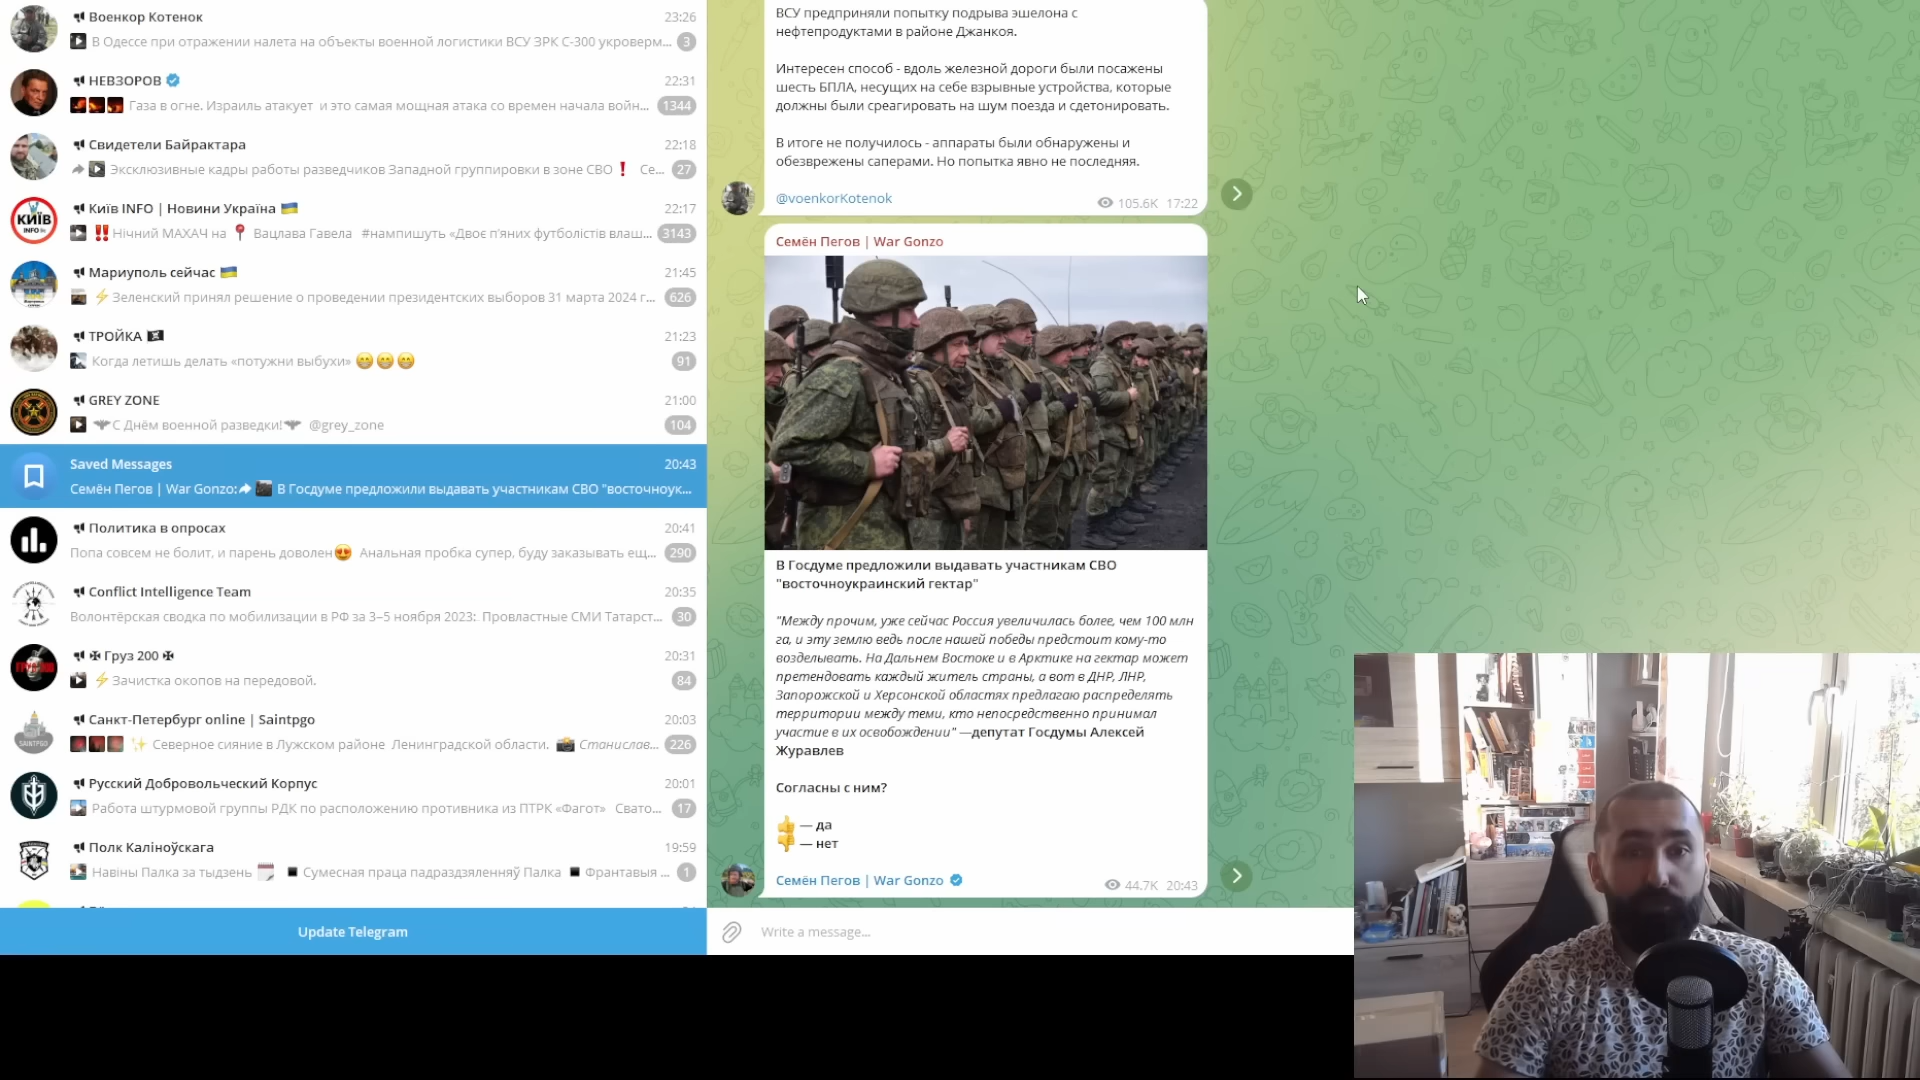 Военкор Котенок 23:26
В Одессе при отражении налета на объекты военной логистики ВСУ ЗРК С-300 укроверм... 3
НЕВЗОРОВ 22:31
Газа в огне. Израиль атакует и это самая мощная атака со времен начала войн... 1344
Свидетели Байрактара 22:18
Эксклюзивные кадры работы разведчиков Западной группировки в зоне СВО❗ Се... 27
Київ INFO | Новини Україна 🇺🇦 22:17
‼️Нічний МАХАЧ на 📍 Вацлава Гавела #нампишуть «Двоє п'яних футболістів влаш... 3143
Мариуполь сейчас 🇺🇦 21:45
⚡Зеленский принял решение о проведении президентских выборов 31 марта 2024 г... 626
ТРОЙКА 🏴‍☠️ 21:23
Когда летишь делать «потужни выбухи» 😁😁😁 91
GREY ZONE 21:00
🦇С Днём военной разведки!🦇 @grey_zone 104
Saved Messages 20:43
Семён Пегов | War Gonzo: В Госдуме предложили выдавать участникам СВО "восточноук...
Политика в опросах 20:41
Попа совсем не болит, и парень доволен😍 Анальная пробка супер, буду заказывать ещ... 290
Conflict Intelligence Team 20:35
Волонтёрская сводка по мобилизации в РФ за 3–5 ноября 2023: Провластные СМИ Татарст... 30
✠ Груз 200 ✠ 20:31
⚡Зачистка окопов на передовой. 84
Санкт-Петербург online | Saintpgo 20:03
✨ Северное сияние в Лужском районе Ленинградской области. 📸 Станислав... 226
Русский Добровольческий Корпус 20:01
Работа штурмовой группы РДК по расположению противника из ПТРК «Фагот» Свато... 17
Полк Каліноўскага 19:59
Навіны Палка за тыдзень 🗓 ▪️ Сумесная праца падраздзяленняў Палка ▪️ Франтавыя ... 1
Update Telegram
ВСУ предприняли попытку подрыва эшелона с
нефтепродуктами в районе Джанкоя.
Интересен способ - вдоль железной дороги были посажены
шесть БПЛА, несущих на себе взрывные устройства, которые
должны были среагировать на шум поезда и сдетонировать.
В итоге не получилось - аппараты были обнаружены и
обезврежены саперами. Но попытка явно не последняя.
@voenkorKotenok 105.6K 17:22
Семён Пегов | War Gonzo
В Госдуме предложили выдавать участникам СВО
"восточноукраинский гектар"
"Между прочим, уже сейчас Россия увеличилась более, чем 100 млн
га, и эту землю ведь после нашей победы предстоит кому-то
возделывать. На Дальнем Востоке и в Арктике на гектар может
претендовать каждый житель страны, а вот в ДНР, ЛНР,
Запорожской и Херсонской областях предлагаю распределять
территории между теми, кто непосредственно принимал
участие в их освобождении" —депутат Госдумы Алексей
Журавлев
Согласны с ним?
👍 — да
👎 — нет
Семён Пегов | War Gonzo 44.7K 20:43
Write a message...